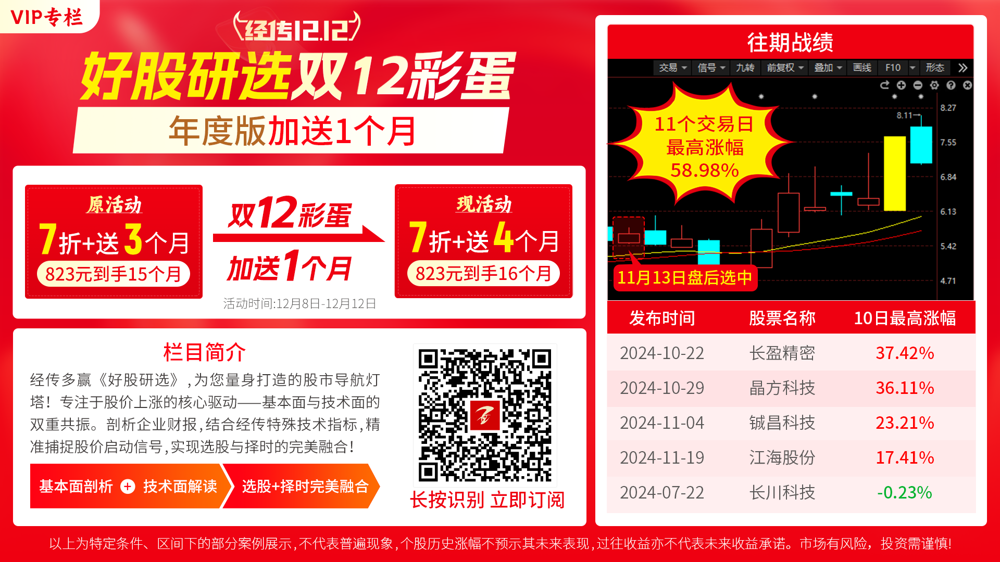 VIP专栏
经传12.12
好股研选双12彩蛋
年度版加送1个月
原活动
7折+送3个月
823元到手15个月
双12彩蛋
加送1个月
活动时间:12月8日-12月12日
现活动
7折+送4个月
823元到手16个月
栏目简介
经传多赢《好股研选》,为您量身打造的股市导航灯
塔！专注于股价上涨的核心驱动——基本面与技术面的
双重共振。剖析企业财报,结合经传特殊技术指标,精
准捕捉股价启动信号,实现选股与择时的完美融合！
基本面剖析 + 技术面解读
选股+择时完美融合
长按识别 立即订阅
往期战绩
交易 信号 九转 前复权 叠加 画线 F10 形态
11个交易日
最高涨幅
58.98%
8.11
8.27
7.55
6.84
6.13
5.42
4.71
11月13日盘后选中
发布时间 股票名称 10日最高涨幅
2024-10-22 长盈精密 37.42%
2024-10-29 晶方科技 36.11%
2024-11-04 铖昌科技 23.21%
2024-11-19 江海股份 17.41%
2024-07-22 长川科技 -0.23%
以上为特定条件、区间下的部分案例展示,不代表普遍现象,个股历史涨幅不预示其未来表现,过往收益亦不代表未来收益承诺。市场有风险，投资需谨慎!